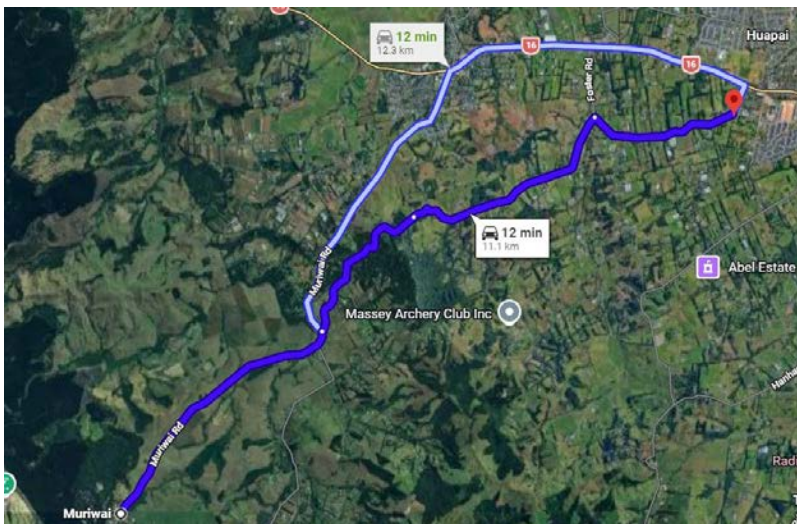 Huapai
12 min
12.3 km
16
16
Foster Rd
Muriwai Rd
12 min
11.1 km
Abel Estate
Massey Archery Club Inc
Muriwai Rd
Muriwai